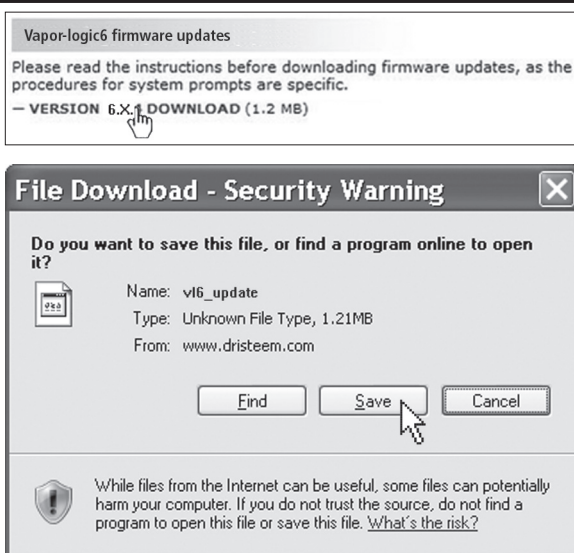 Vapor-logic6 firmware updates
Please read the instructions before downloading firmware updates, as the
procedures for system prompts are specific.
– VERSION 6.X. DOWNLOAD (1.2 MB)
File Download - Security Warning
Do you want to save this file, or find a program online to open
it?
Name: vl6_update
Type: Unknown File Type, 1.21MB
From: www.dristeem.com
Find Save Cancel
While files from the Internet can be useful, some files can potentially
harm your computer. If you do not trust the source, do not find a
program to open this file or save this file. What's the risk?